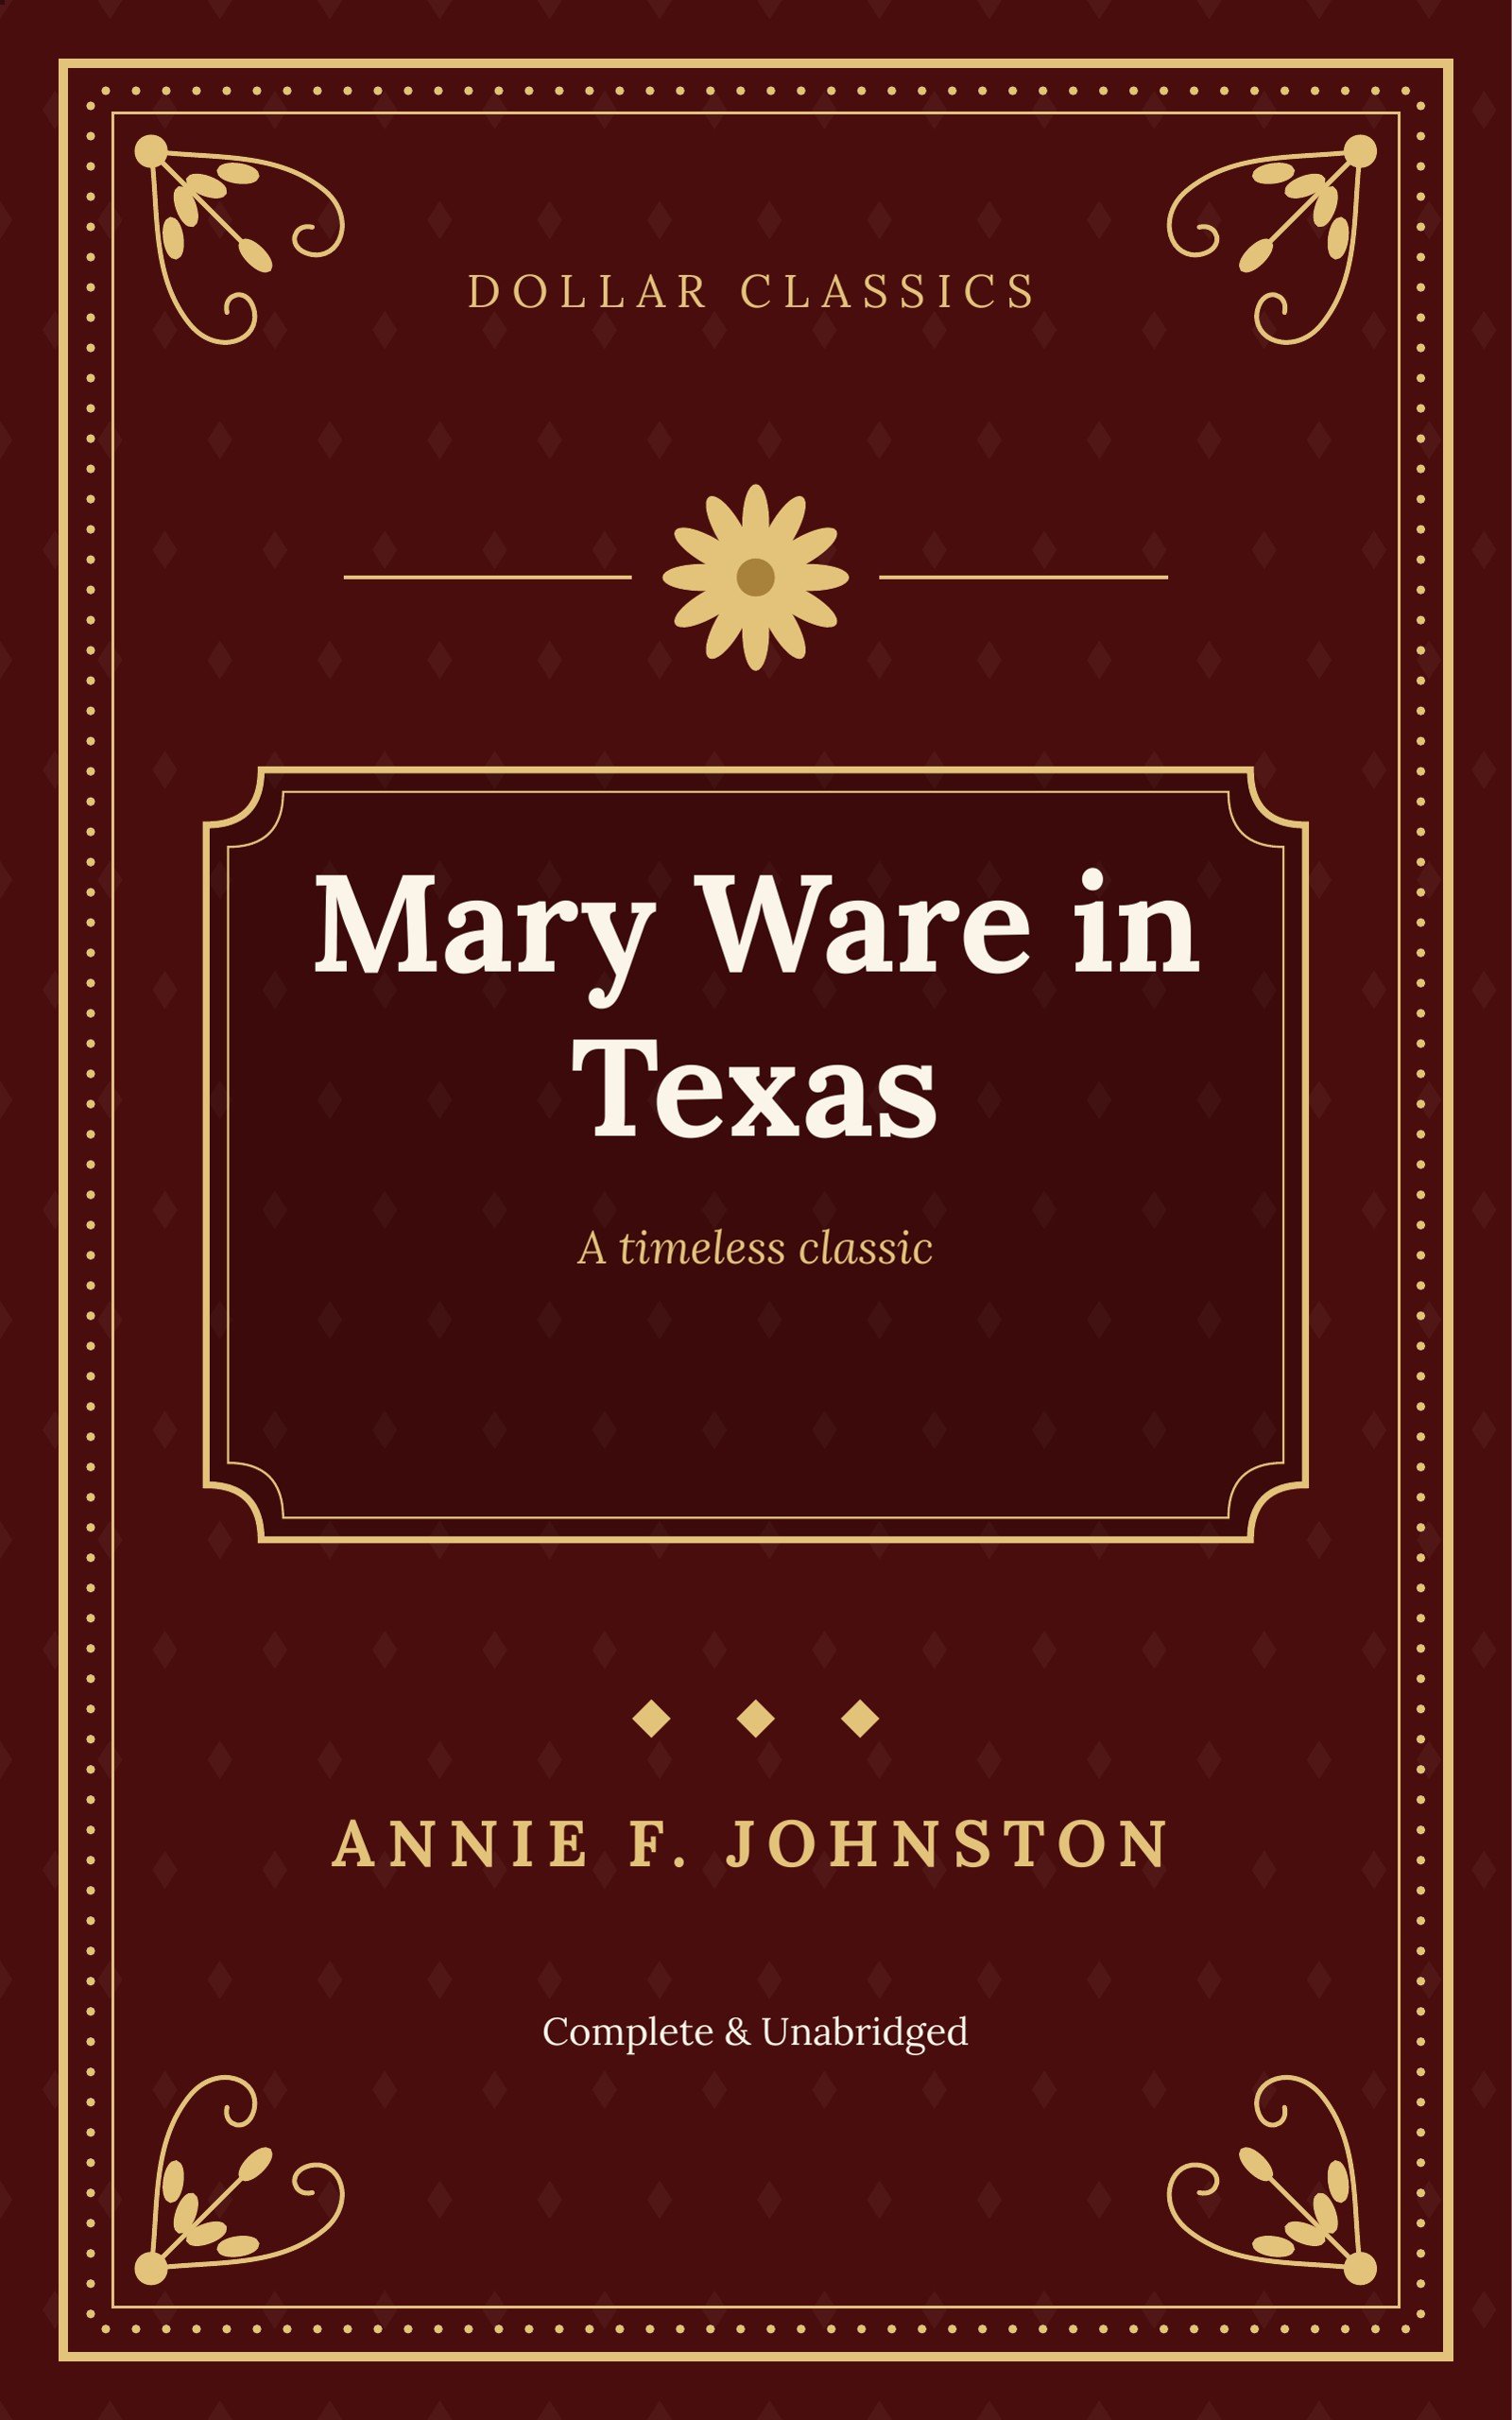 DOLLAR CLASSICS
Mary Ware in
Texas
A timeless classic
ANNIE F. JOHNSTON
Complete & Unabridged